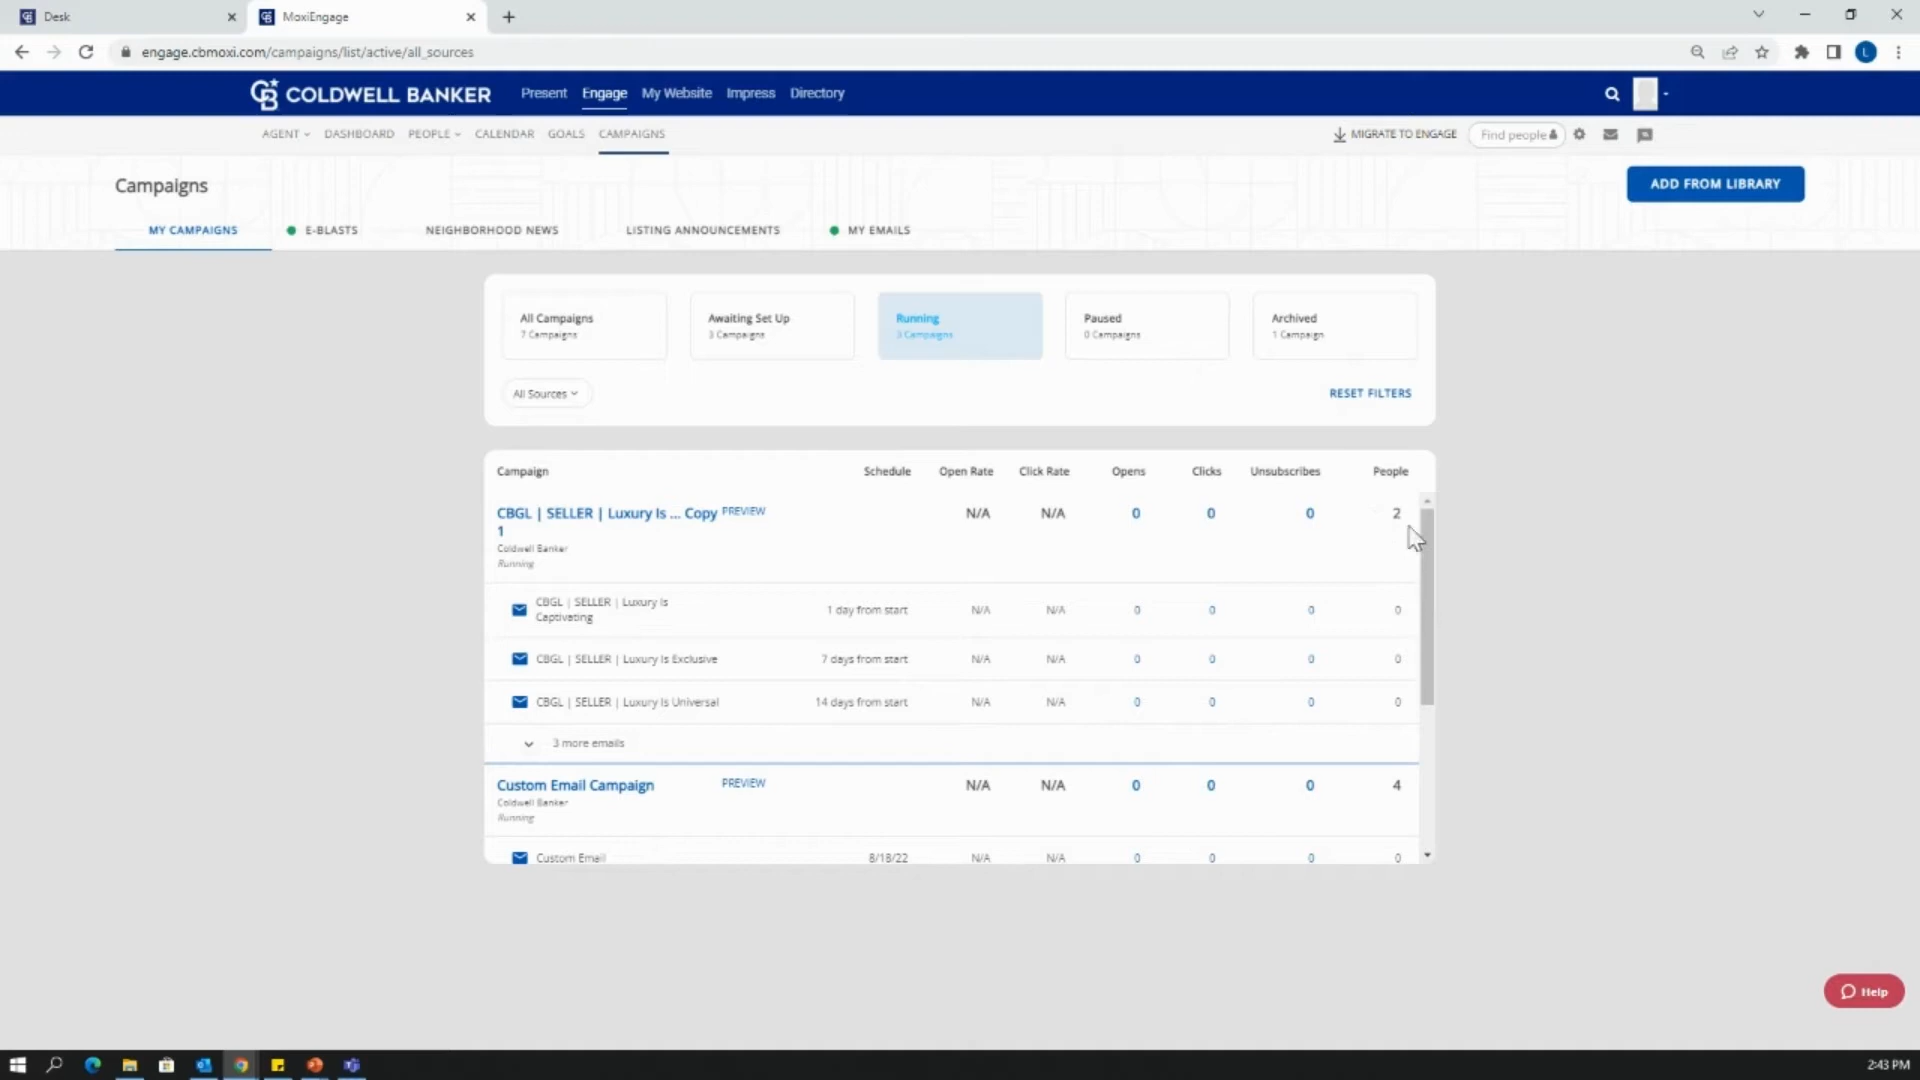 Desk
MoxiEngage
engage.cbmoxi.com/campaigns/list/active/all_sources
L
COLDWELL BANKER
Present Engage My Website Impress Directory
AGENT DASHBOARD PEOPLE CALENDAR GOALS CAMPAIGNS
MIGRATE TO ENGAGE
Find people
Campaigns
ADD FROM LIBRARY
MY CAMPAIGNS E-BLASTS NEIGHBORHOOD NEWS LISTING ANNOUNCEMENTS MY EMAILS
All Campaigns
7 Campaigns
Awaiting Set Up
3 Campaigns
Running
3 Campaigns
Paused
0 Campaigns
Archived
1 Campaign
All Sources
RESET FILTERS
Campaign Schedule Open Rate Click Rate Opens Clicks Unsubscribes People
CBGL | SELLER | Luxury Is ... Copy PREVIEW N/A N/A 0 0 0 2
1
Coldwell Banker
Running
CBGL | SELLER | Luxury Is
Captivating
1 day from start N/A N/A 0 0 0 0
CBGL | SELLER | Luxury Is Exclusive 7 days from start N/A N/A 0 0 0 0
CBGL | SELLER | Luxury Is Universal 14 days from start N/A N/A 0 0 0 0
3 more emails
Custom Email Campaign PREVIEW N/A N/A 0 0 0 4
Coldwell Banker
Running
Custom Email 8/18/22 N/A N/A 0 0 0 0
Help
2:43 PM